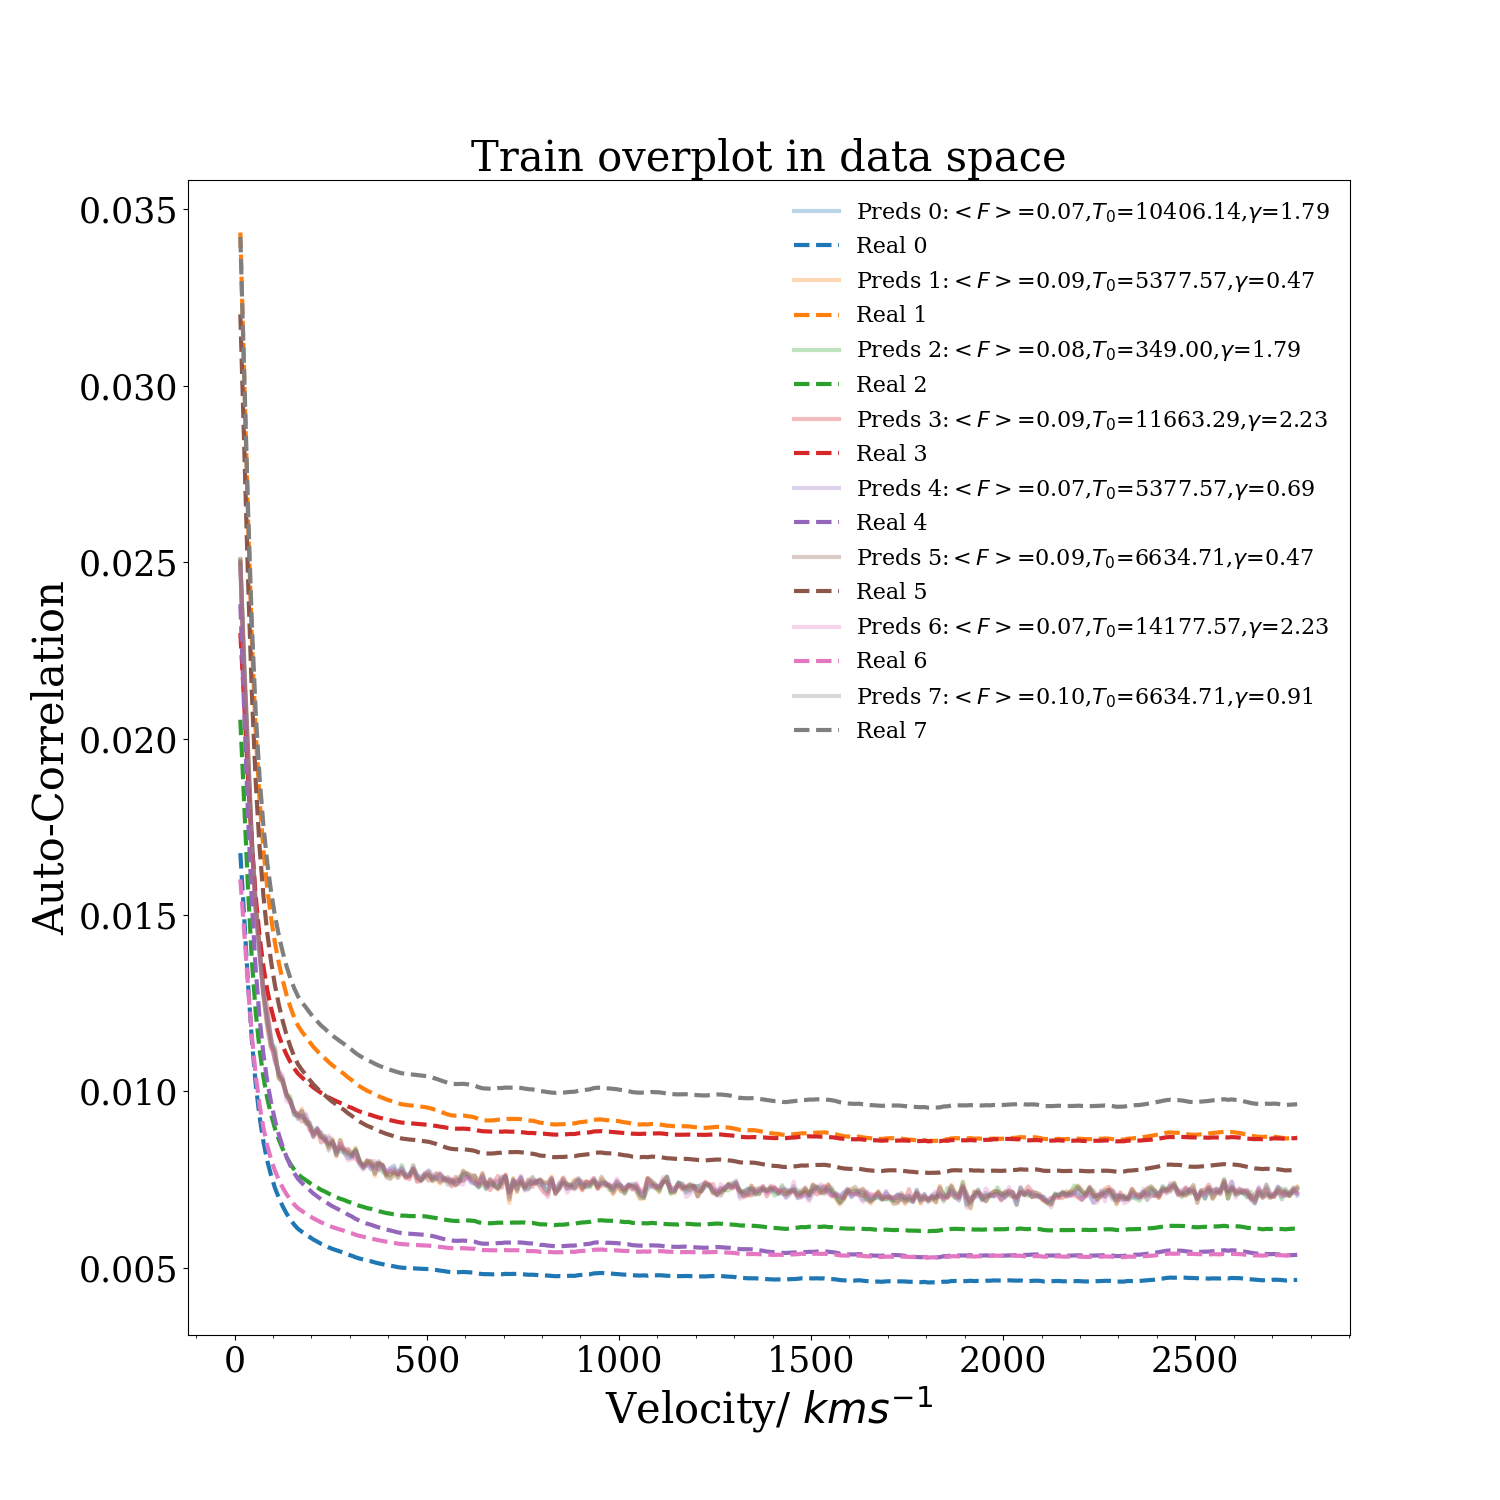 Train overplot in data space
0.035
0.030
0.025
0.020
0.015
0.010
0.005
Auto-Correlation
Preds 0:<F>=0.07,T₀=10406.14,γ=1.79
Real 0
Preds 1:<F>=0.09,T₀=5377.57,γ=0.47
Real 1
Preds 2:<F>=0.08,T₀=349.00,γ=1.79
Real 2
Preds 3:<F>=0.09,T₀=11663.29,γ=2.23
Real 3
Preds 4:<F>=0.07,T₀=5377.57,γ=0.69
Real 4
Preds 5:<F>=0.09,T₀=6634.71,γ=0.47
Real 5
Preds 6:<F>=0.07,T₀=14177.57,γ=2.23
Real 6
Preds 7:<F>=0.10,T₀=6634.71,γ=0.91
Real 7
0 500 1000 1500 2000 2500
Velocity/ kms⁻¹